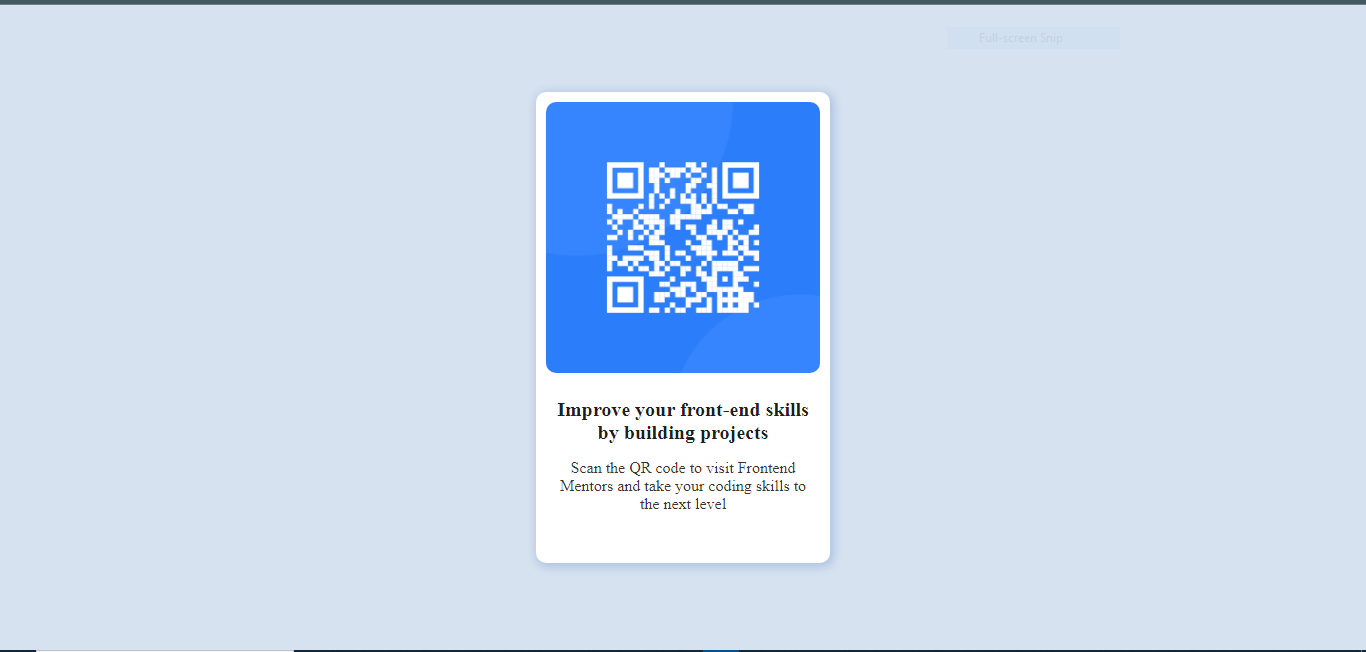 Full-screen Snip
Improve your front-end skills
by building projects
Scan the QR code to visit Frontend
Mentors and take your coding skills to
the next level